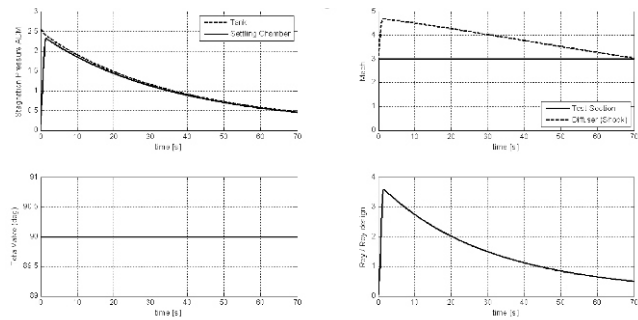 Stagnation Pressure ATM
3
2.5
2
1.5
1
0.5
0
0 10 20 30 40 50 60 70
time [s]
Tank
Settling Chamber
Mach
5
4
3
2
1
0
0 10 20 30 40 50 60 70
time [s]
Test Section
Diffuser (Shock)
Valve (deg)
91
90.5
90
89.5
89
0 10 20 30 40 50 60 70
time [s]
Rey / Rey design
4
3
2
1
0
0 10 20 30 40 50 60 70
time [s]